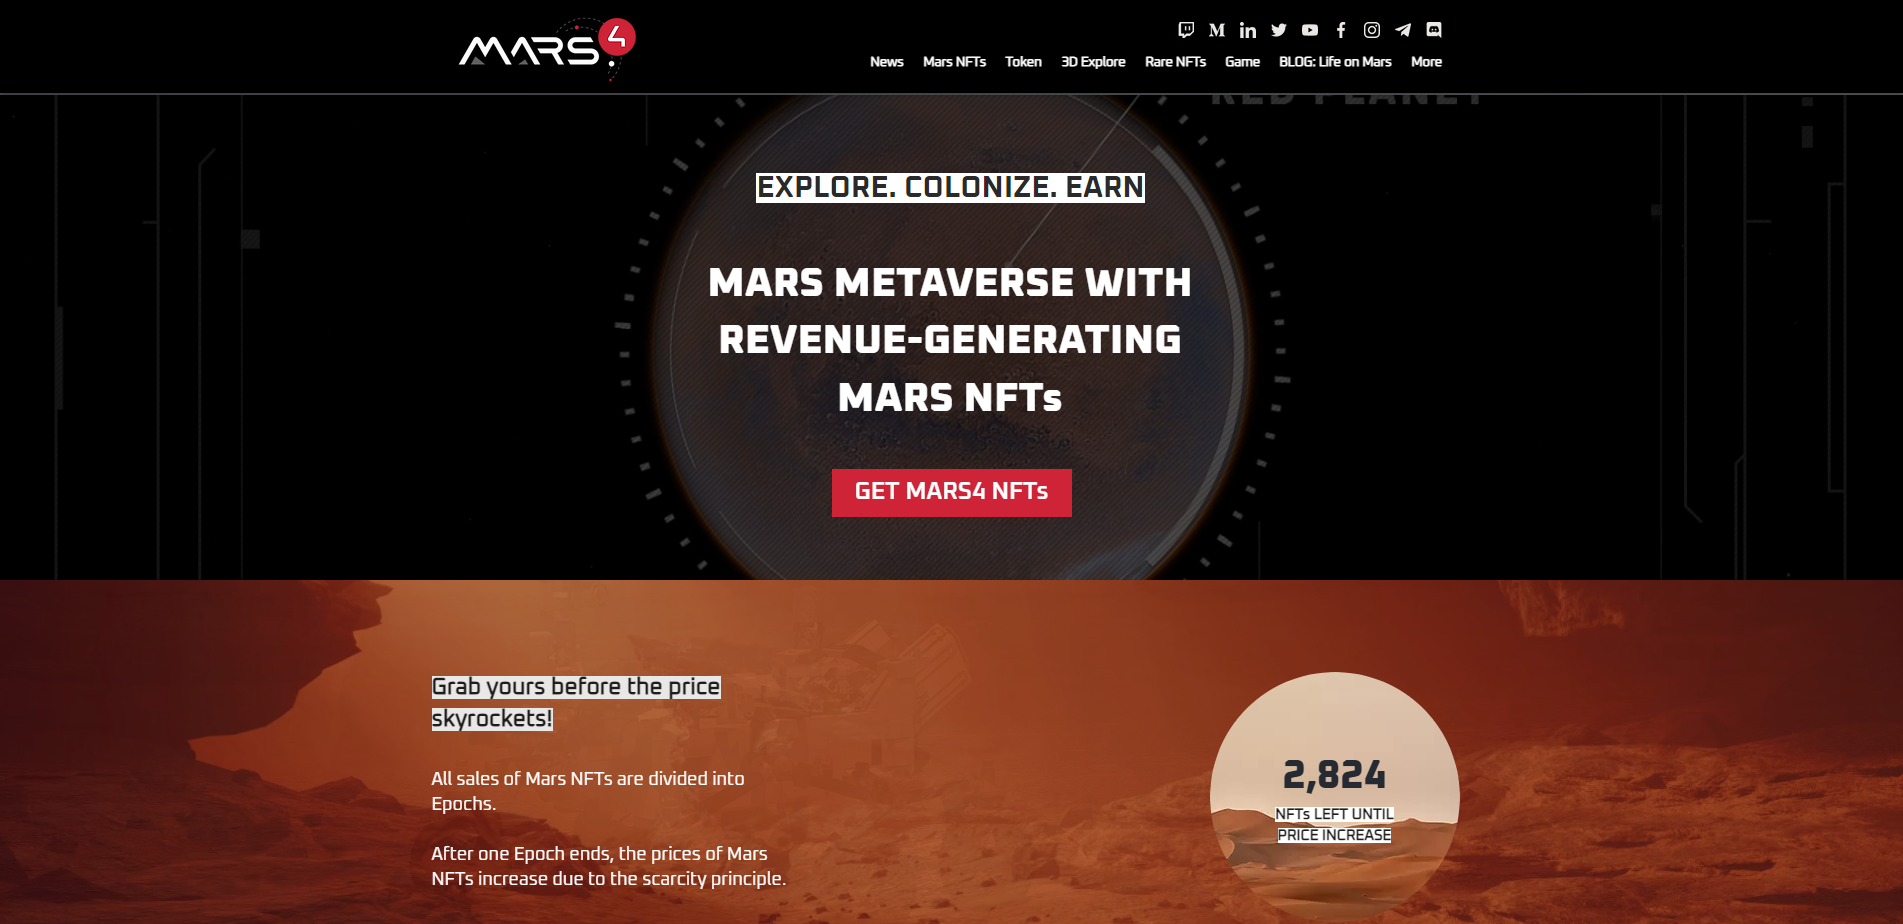 MARS4
News Mars NFTs Token 3D Explore Rare NFTs Game BLOG: Life on Mars More
RED PLANET
EXPLORE. COLONIZE. EARN
MARS METAVERSE WITH
REVENUE-GENERATING
MARS NFTs
GET MARS4 NFTs
Grab yours before the price
skyrockets!
All sales of Mars NFTs are divided into
Epochs.
After one Epoch ends, the prices of Mars
NFTs increase due to the scarcity principle.
2,824
NFTs LEFT UNTIL
PRICE INCREASE